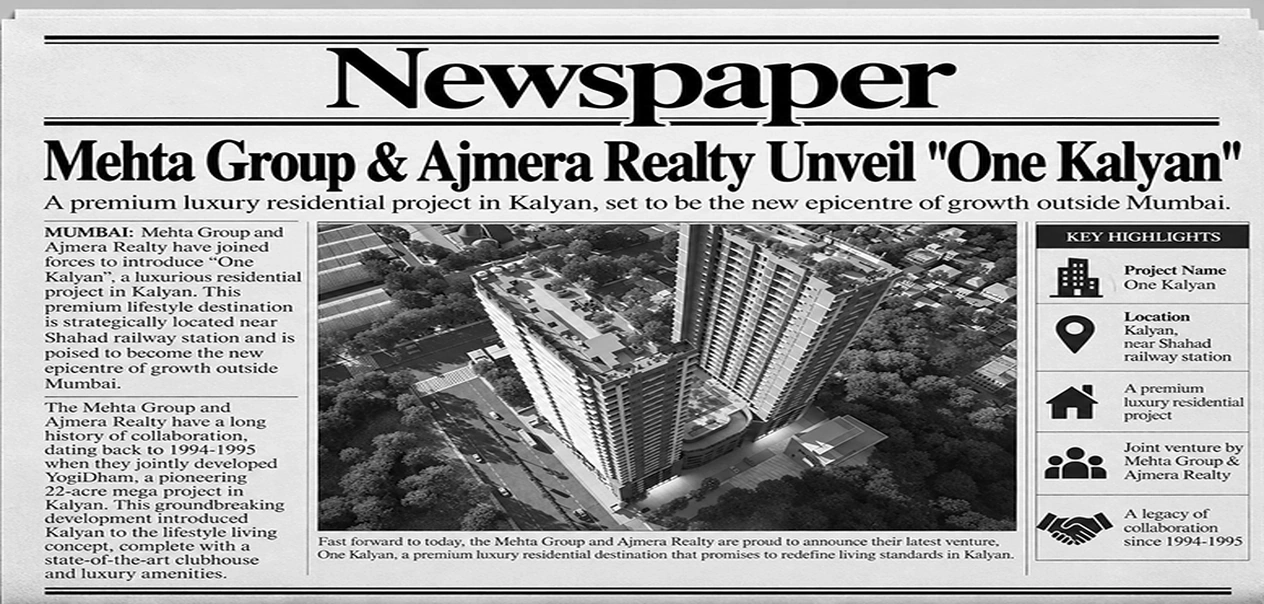 Newspaper
Mehta Group & Ajmera Realty Unveil "One Kalyan"
A premium luxury residential project in Kalyan, set to be the new epicentre of growth outside Mumbai.
MUMBAI: Mehta Group and
Ajmera Realty have joined
forces to introduce “One
Kalyan”, a luxurious residential
project in Kalyan. This
premium lifestyle destination
is strategically located near
Shahad railway station and is
poised to become the new
epicentre of growth outside
Mumbai.
The Mehta Group and
Ajmera Realty have a long
history of collaboration,
dating back to 1994-1995
when they jointly developed
YogiDham, a pioneering
22-acre mega project in
Kalyan. This groundbreaking
development introduced
Kalyan to the lifestyle living
concept, complete with a
state-of-the-art clubhouse
and luxury amenities.
Fast forward to today, the Mehta Group and Ajmera Realty are proud to announce their latest venture,
One Kalyan, a premium luxury residential destination that promises to redefine living standards in Kalyan.
KEY HIGHLIGHTS
Project Name
One Kalyan
Location
Kalyan,
near Shahad
railway station
A premium
luxury residential
project
Joint venture by
Mehta Group &
Ajmera Realty
A legacy of
collaboration
since 1994-1995